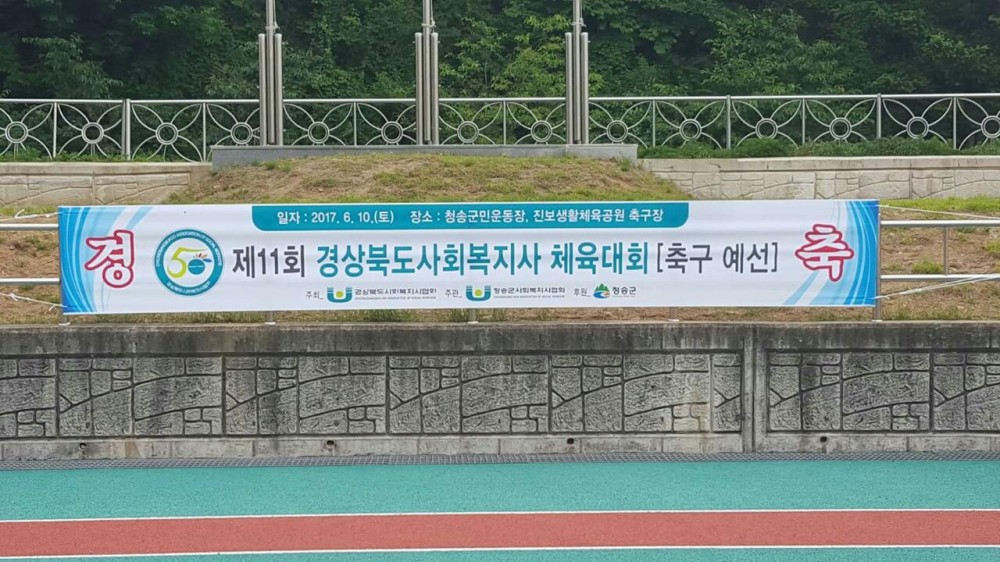 일자 : 2017. 6. 10.(토) 장소 : 청송군민운동장, 진보생활체육공원 축구장
경 50 제11회 경상북도사회복지사 체육대회 [축구 예선] 축
주최_ 경상북도사회복지사협회 주관_ 청송군사회복지사협회 후원_ 청송군